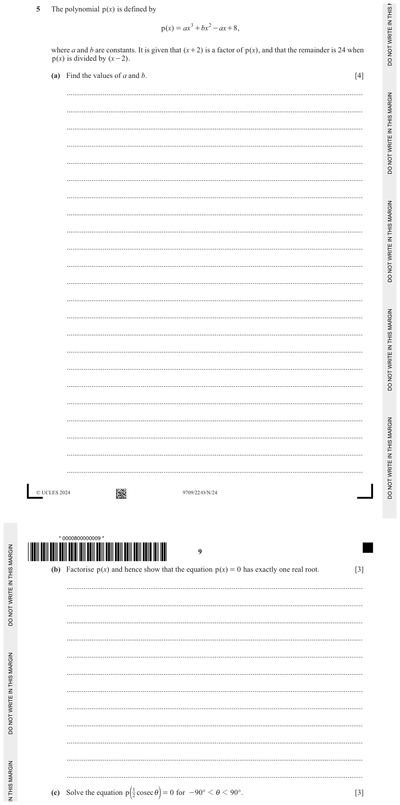 5 The polynomial p(x) is defined by
p(x) = ax³ + bx² − ax + 8,
where a and b are constants. It is given that (x + 2) is a factor of p(x), and that the remainder is 24 when
p(x) is divided by (x − 2).
(a) Find the values of a and b. [4]
DO NOT WRITE IN THIS MARGIN
DO NOT WRITE IN THIS MARGIN
DO NOT WRITE IN THIS MARGIN
DO NOT WRITE IN THIS MARGIN
DO NOT WRITE IN THIS MARGIN
© UCLES 2024 9709/22/O/N/24
* 0000800000009 *
9
(b) Factorise p(x) and hence show that the equation p(x) = 0 has exactly one real root. [3]
(c) Solve the equation p(½ cosec θ) = 0 for −90° < θ < 90°. [3]
DO NOT WRITE IN THIS MARGIN
DO NOT WRITE IN THIS MARGIN
N THIS MARGIN